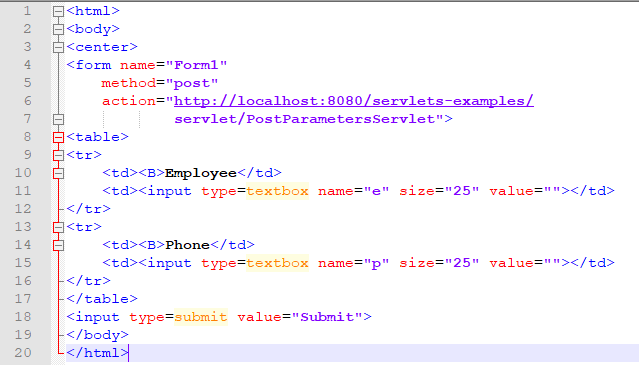 1 <html>
2 <body>
3 <center>
4 <form name="Form1"
5 method="post"
6 action="http://localhost:8080/servlets-examples/
7 servlet/PostParametersServlet">
8 <table>
9 <tr>
10 <td><B>Employee</td>
11 <td><input type=textbox name="e" size="25" value=""></td>
12 </tr>
13 <tr>
14 <td><B>Phone</td>
15 <td><input type=textbox name="p" size="25" value=""></td>
16 </tr>
17 </table>
18 <input type=submit value="Submit">
19 </body>
20 </html>